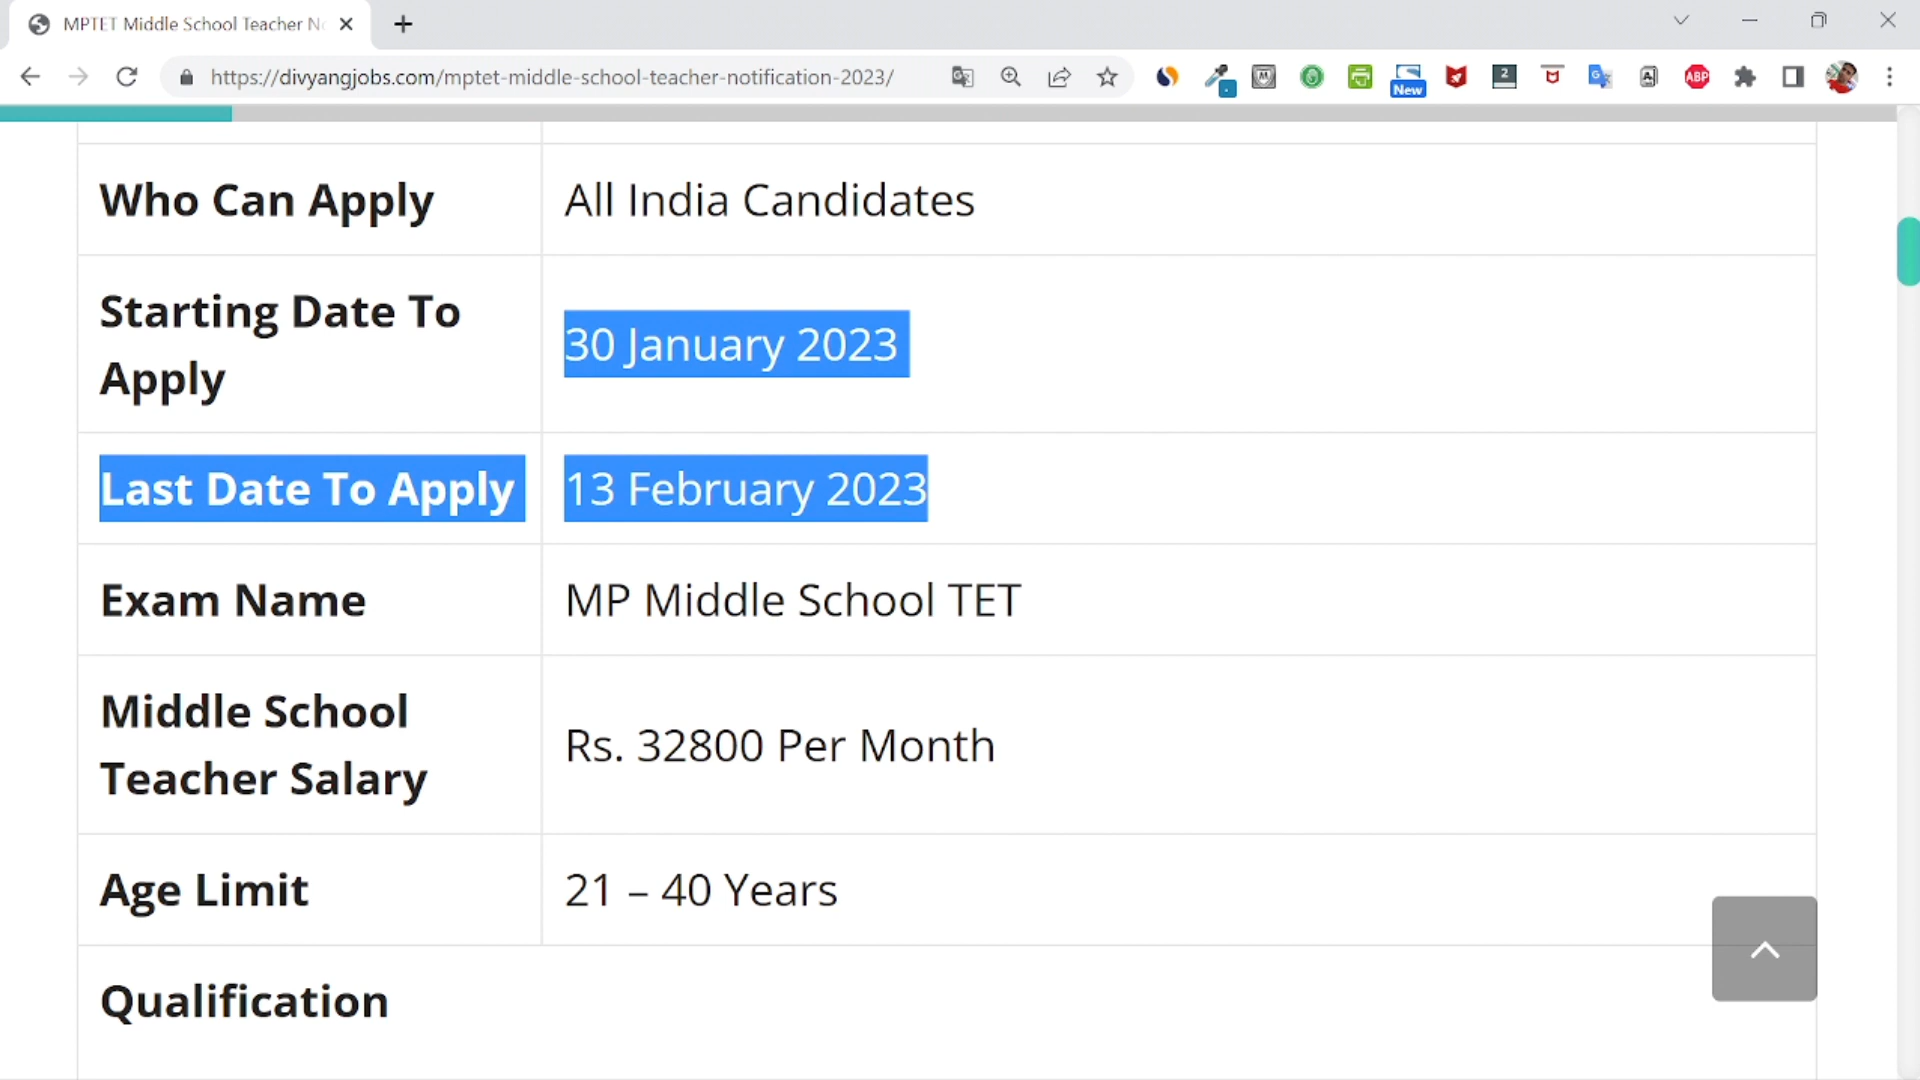 MPTET Middle School Teacher N
https://divyangjobs.com/mptet-middle-school-teacher-notification-2023/
New
2
ABP
Who Can Apply
All India Candidates
Starting Date To
Apply
30 January 2023
Last Date To Apply
13 February 2023
Exam Name
MP Middle School TET
Middle School
Teacher Salary
Rs. 32800 Per Month
Age Limit
21 – 40 Years
Qualification